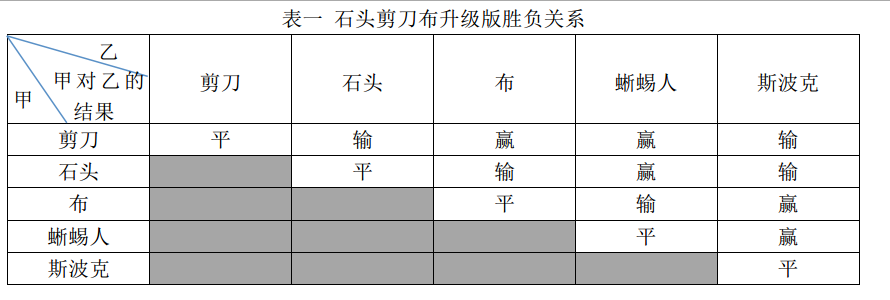 表一 石头剪刀布升级版胜负关系
乙
甲对乙的
结果
甲
剪刀 石头 布 蜥蜴人 斯波克
剪刀 平 输 赢 赢 输
石头 平 输 赢 输
布 平 输 赢
蜥蜴人 平 赢
斯波克 平